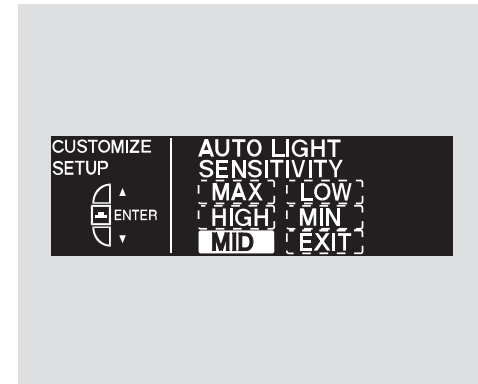 CUSTOMIZE
SETUP
ENTER
AUTO LIGHT
SENSITIVITY
MAX LOW
HIGH MIN
MID EXIT